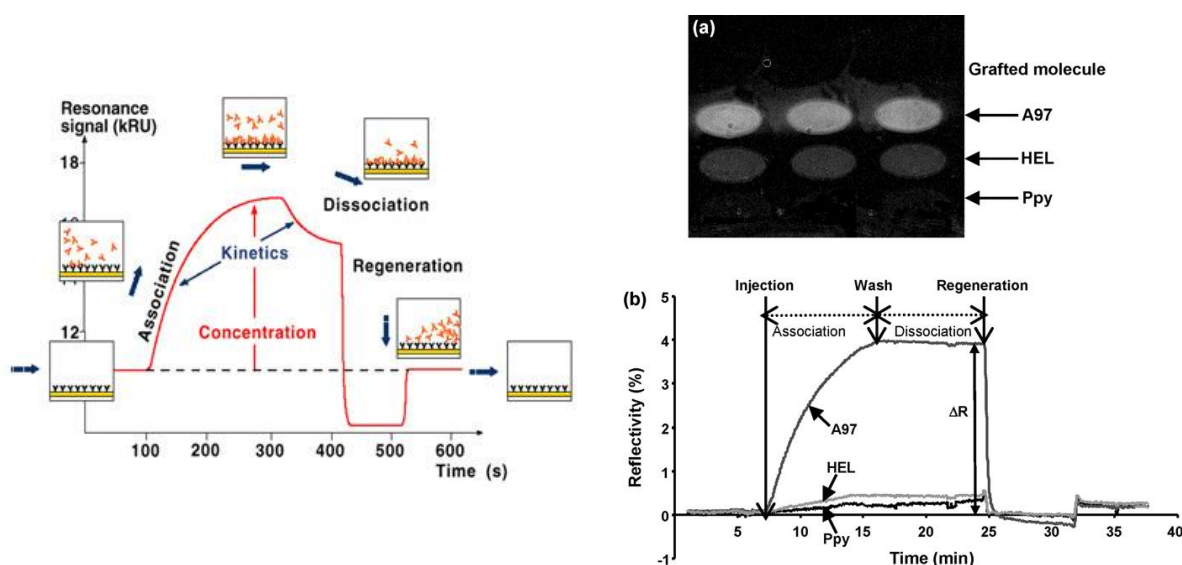 Resonance
signal (kRU)
18
12
Association
Kinetics
Concentration
Dissociation
Regeneration
100
200
300
400
500
600
Time (s)
(a)
Grafted molecule
A97
HEL
Ppy
(b)
Injection
Wash
Regeneration
Association
Dissociation
5
4
3
2
1
0
-1
Reflectivity (%)
A97
HEL
Ppy
ΔR
5
10
15
20
25
30
35
40
Time (min)